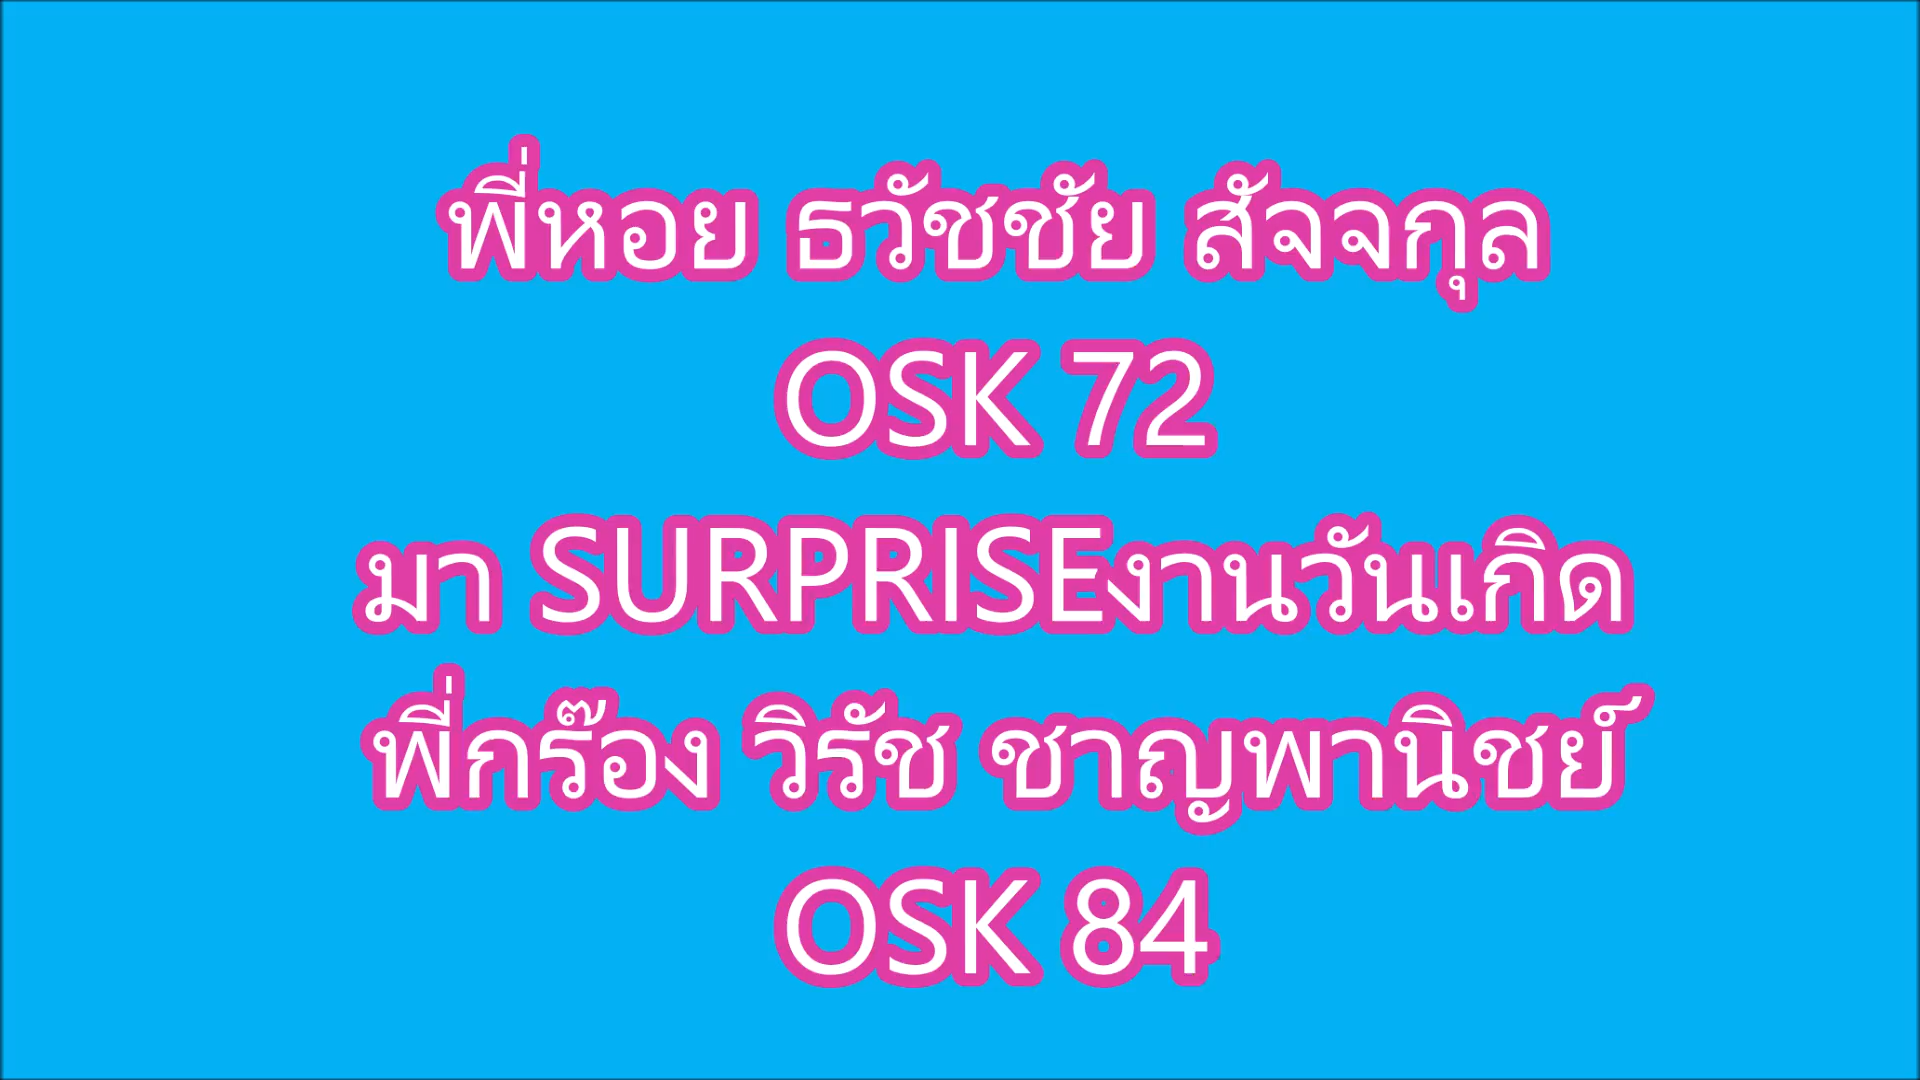 พี่หอย ธวัชชัย สัจจกุล
OSK 72
มา SURPRISEงานวันเกิด
พี่กร๊อง วิรัช ชาญพานิชย์
OSK 84